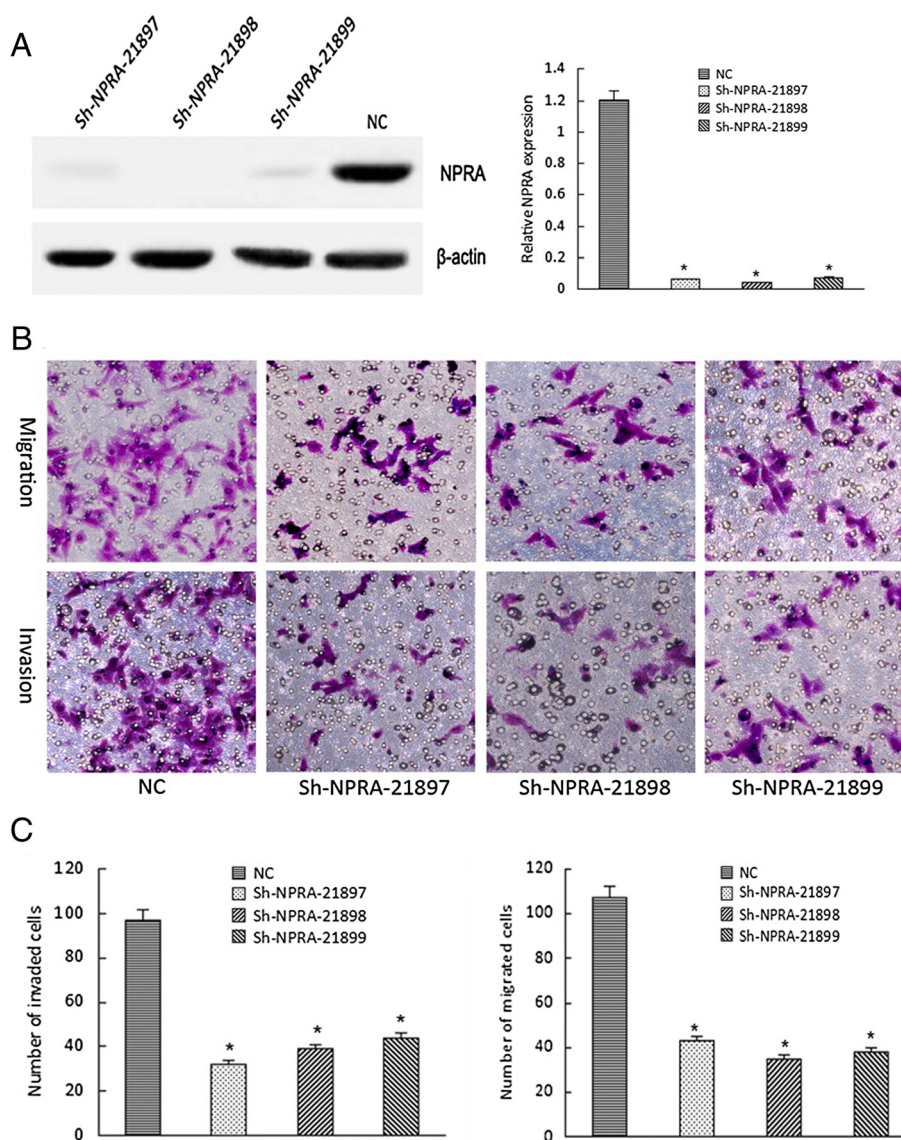 A
Sh-NPRA-21897
Sh-NPRA-21898
Sh-NPRA-21899
NC
NPRA
β-actin
Relative NPRA expression
1.4
1.2
1.0
0.8
0.6
0.4
0.2
0
NC
Sh-NPRA-21897
Sh-NPRA-21898
Sh-NPRA-21899
*
*
*
B
Migration
Invasion
NC
Sh-NPRA-21897
Sh-NPRA-21898
Sh-NPRA-21899
C
Number of invaded cells
120
100
80
60
40
20
0
NC
Sh-NPRA-21897
Sh-NPRA-21898
Sh-NPRA-21899
*
*
*
Number of migrated cells
120
100
80
60
40
20
0
NC
Sh-NPRA-21897
Sh-NPRA-21898
Sh-NPRA-21899
*
*
*